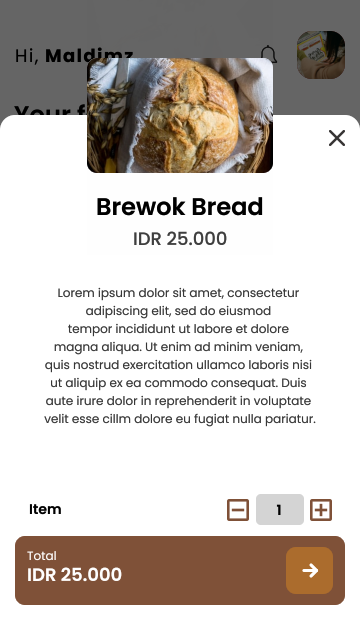 Hi, Maldimz
Your f
Brewok Bread
IDR 25.000
Lorem ipsum dolor sit amet, consectetur
adipiscing elit, sed do eiusmod
tempor incididunt ut labore et dolore
magna aliqua. Ut enim ad minim veniam,
quis nostrud exercitation ullamco laboris nisi
ut aliquip ex ea commodo consequat. Duis
aute irure dolor in reprehenderit in voluptate
velit esse cillm dolore eu fugiat nulla pariatur.
Item
1
Total
IDR 25.000